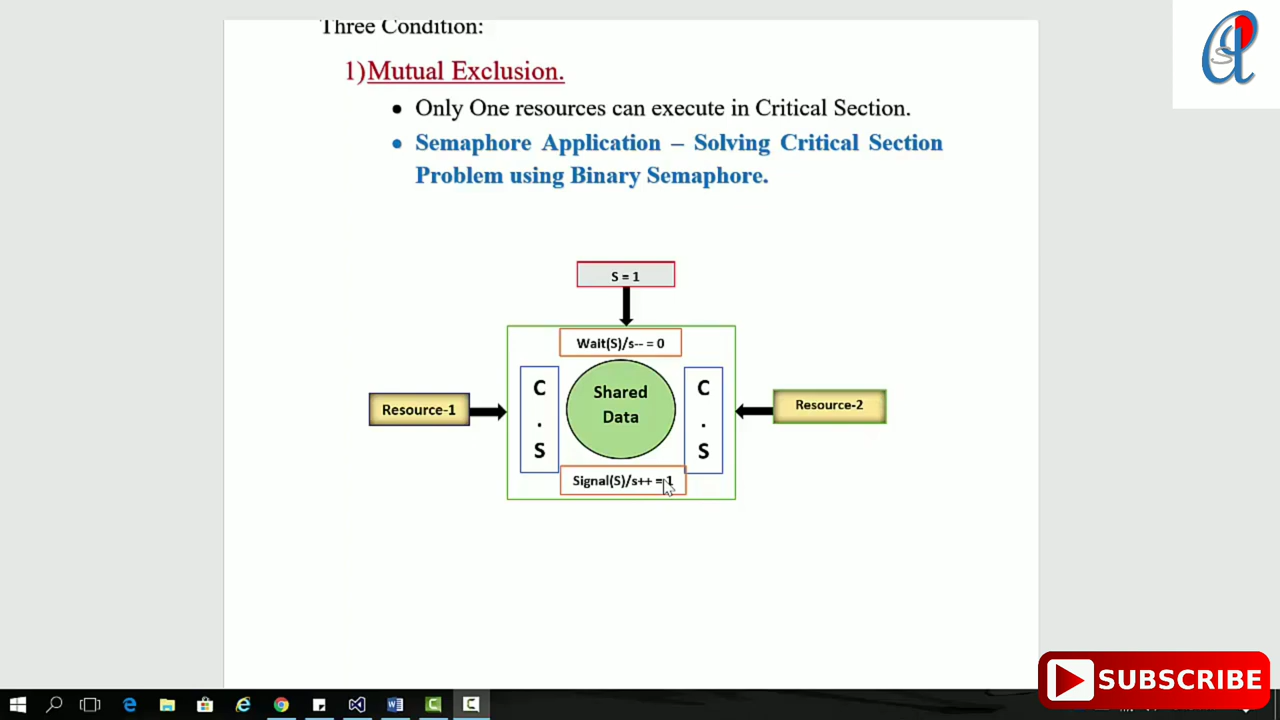 Three Condition:
1)Mutual Exclusion.
• Only One resources can execute in Critical Section.
• Semaphore Application – Solving Critical Section
Problem using Binary Semaphore.
S = 1
Wait(S)/s-- = 0
Resource-1
C
.
S
Shared
Data
C
.
S
Resource-2
Signal(S)/s++ = 1
SUBSCRIBE